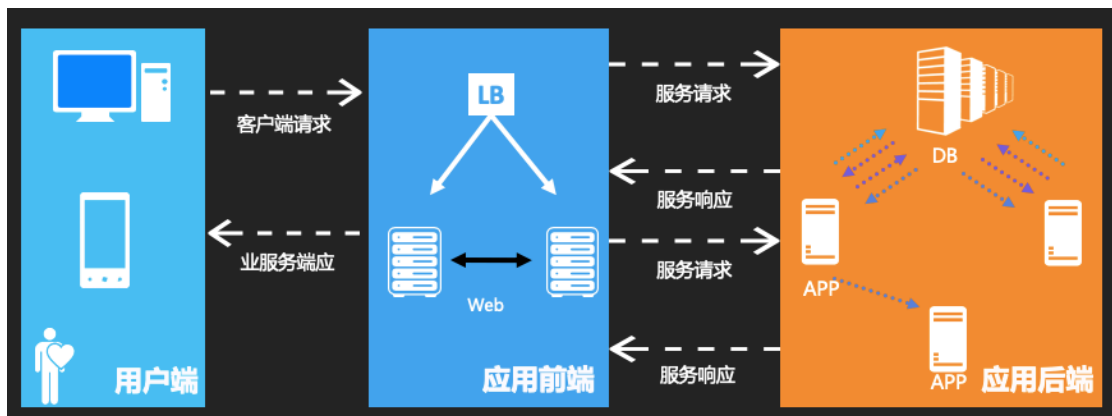 客户端请求
业服务端应
用户端
LB
Web
应用前端
服务请求
服务响应
服务请求
服务响应
DB
APP
APP
应用后端